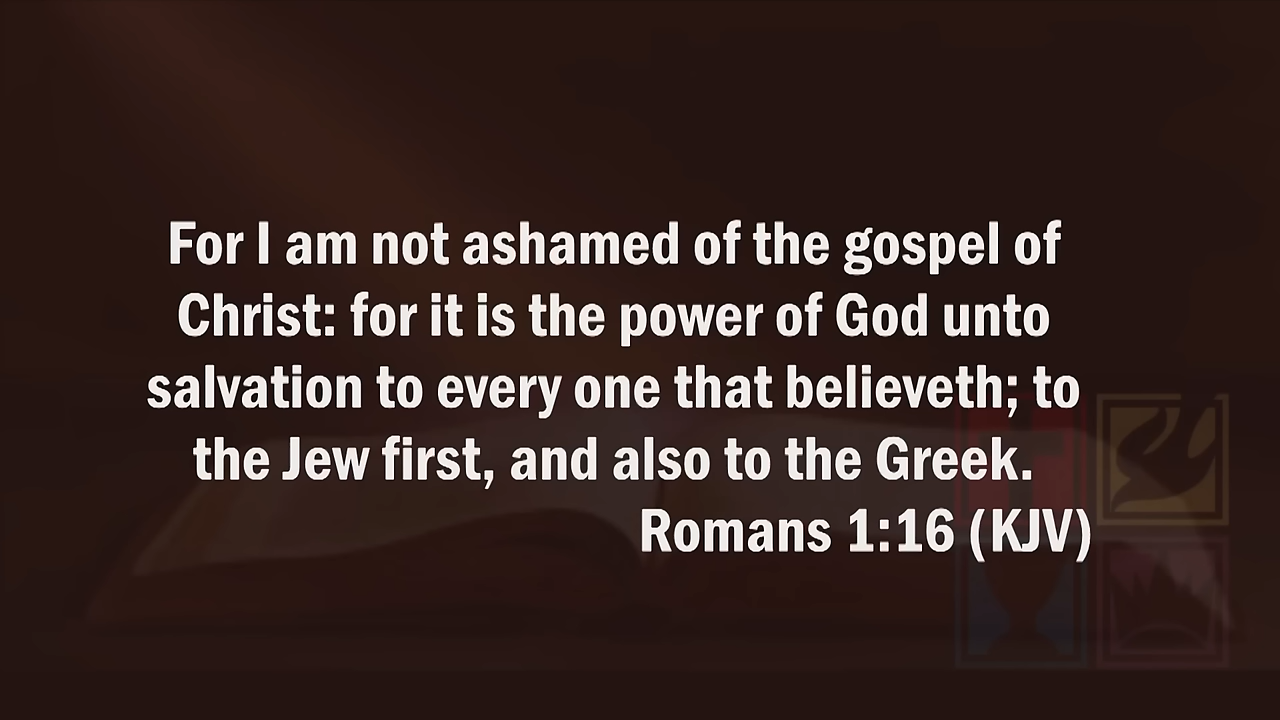 For I am not ashamed of the gospel of
Christ: for it is the power of God unto
salvation to every one that believeth; to
the Jew first, and also to the Greek.
Romans 1:16 (KJV)